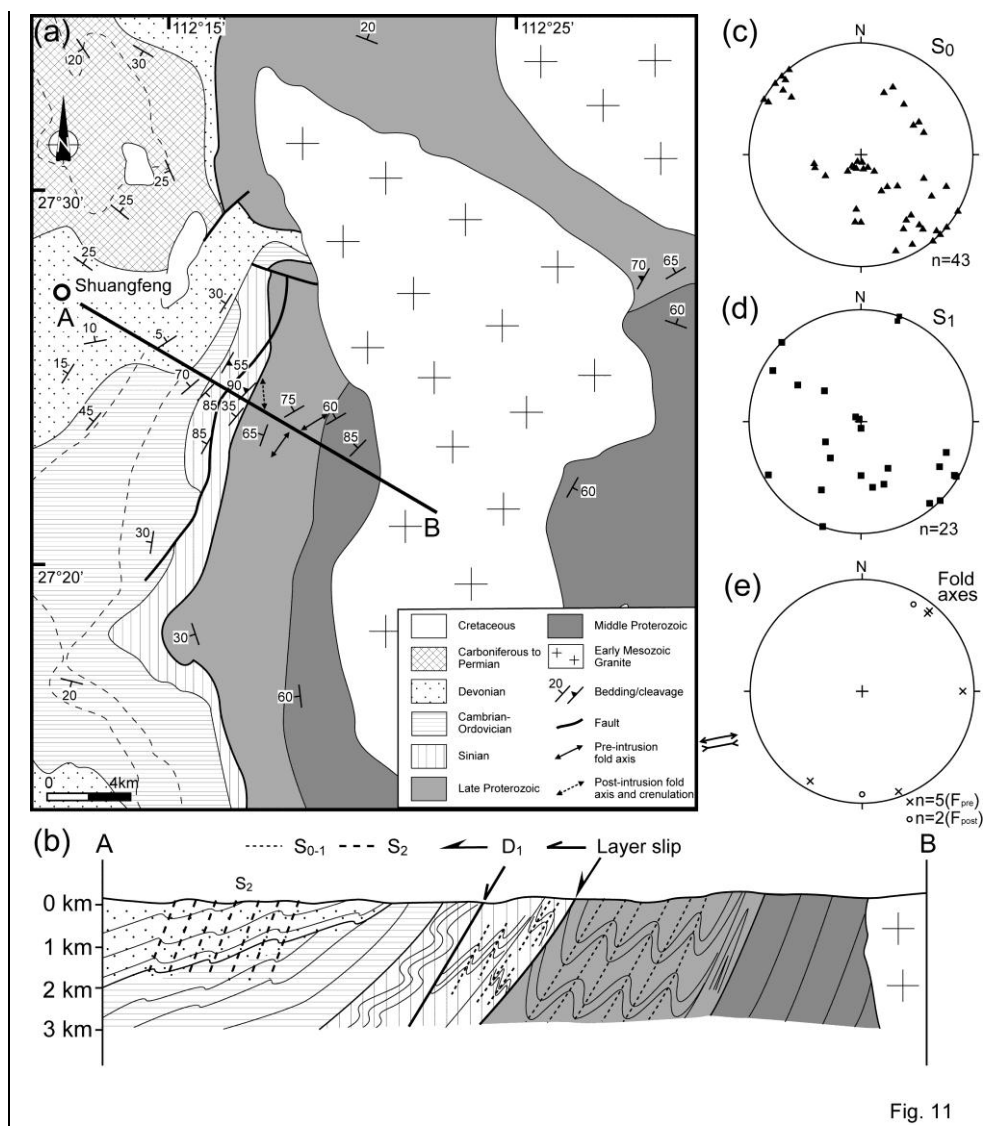 (a)
112°15'
112°25'
20
20
30
25
25
25
27°30'
25
Shuangfeng
A
30
10
5
15
70
55
90
85
35
75
60
45
65
85
85
70
65
60
60
B
30
27°20'
30
20
60
0 4km
Cretaceous
Carboniferous to
Permian
Devonian
Cambrian-
Ordovician
Sinian
Late Proterozoic
Middle Proterozoic
Early Mesozoic
Granite
20 Bedding/cleavage
Fault
Pre-intrusion
fold axis
Post-intrusion fold
axis and crenulation
(c)
N
S0
n=43
(d)
N
S1
n=23
(e)
N
Fold
axes
×n=5(Fpre)
○n=2(Fpost)
(b)
A
S0-1
S2
D1
Layer slip
B
S2
0 km
1 km
2 km
3 km
Fig. 11